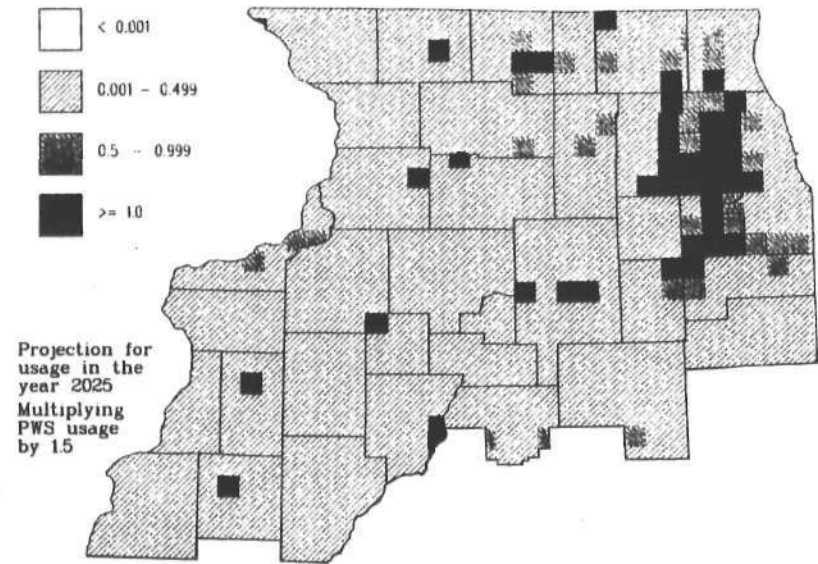 < 0.001
0.001 - 0.499
0.5 - 0.999
>= 1.0
Projection for
usage in the
year 2025
Multiplying
PWS usage
by 1.5